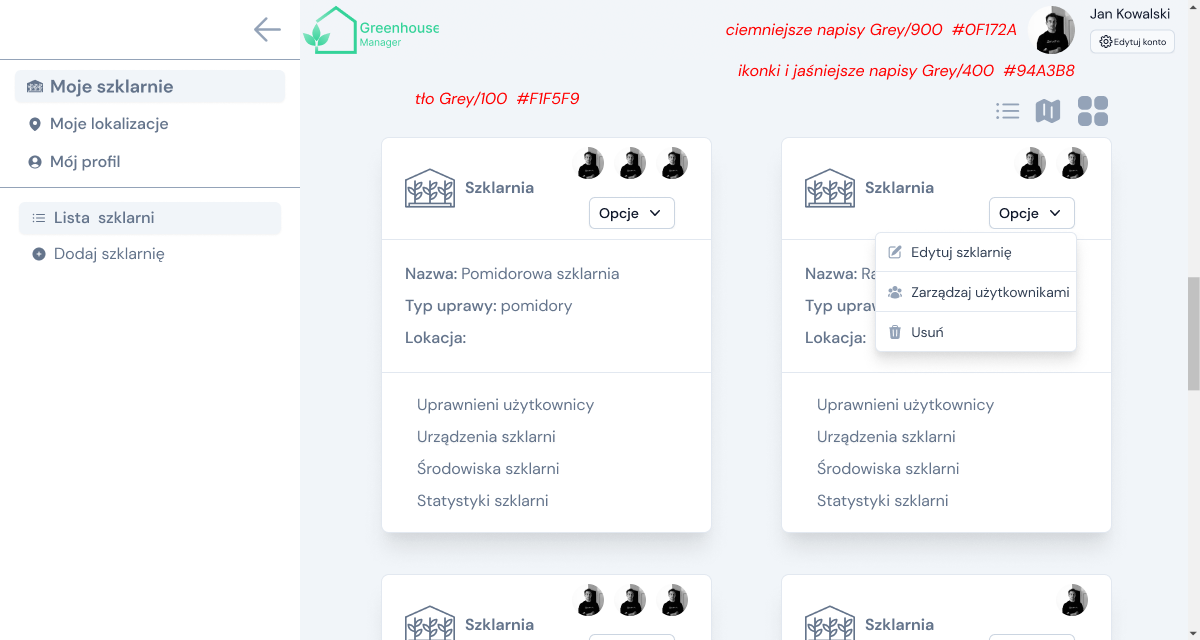 Moje szklarnie
Moje lokalizacje
Mój profil
Lista szklarni
Dodaj szklarnię
Greenhouse
Manager
ciemniejsze napisy Grey/900 #0F172A
Jan Kowalski
Edytuj konto
ikonki i jaśniejsze napisy Grey/400 #94A3B8
tło Grey/100 #F1F5F9
Szklarnia
Opcje
Nazwa: Pomidorowa szklarnia
Typ uprawy: pomidory
Lokacja:
Uprawnieni użytkownicy
Urządzenia szklarni
Środowiska szklarni
Statystyki szklarni
Szklarnia
Opcje
Edytuj szklarnię
Zarządzaj użytkownikami
Usuń
Nazwa:
Typ
Lokacja:
Uprawnieni użytkownicy
Urządzenia szklarni
Środowiska szklarni
Statystyki szklarni
Szklarnia
Szklarnia